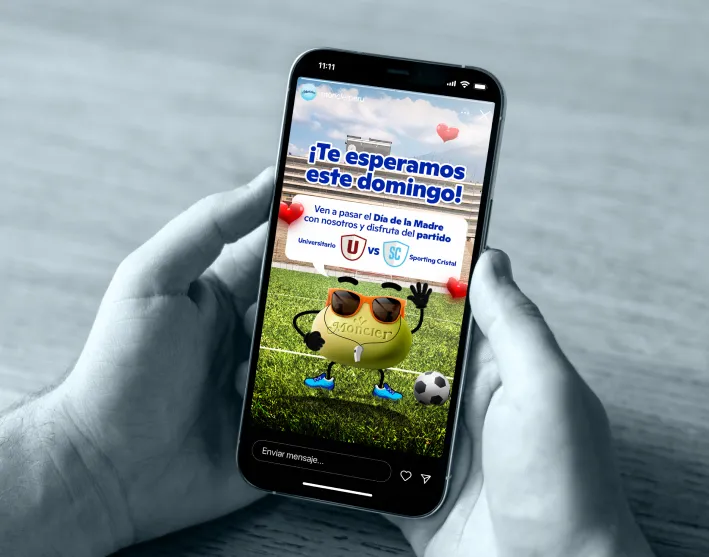 11:11
¡Te esperamos
este domingo!
Ven a pasar el Día de la Madre
con nosotros y disfruta del partido
Universitario U vs SC Sporting Cristal
Moncler
Enviar mensaje...